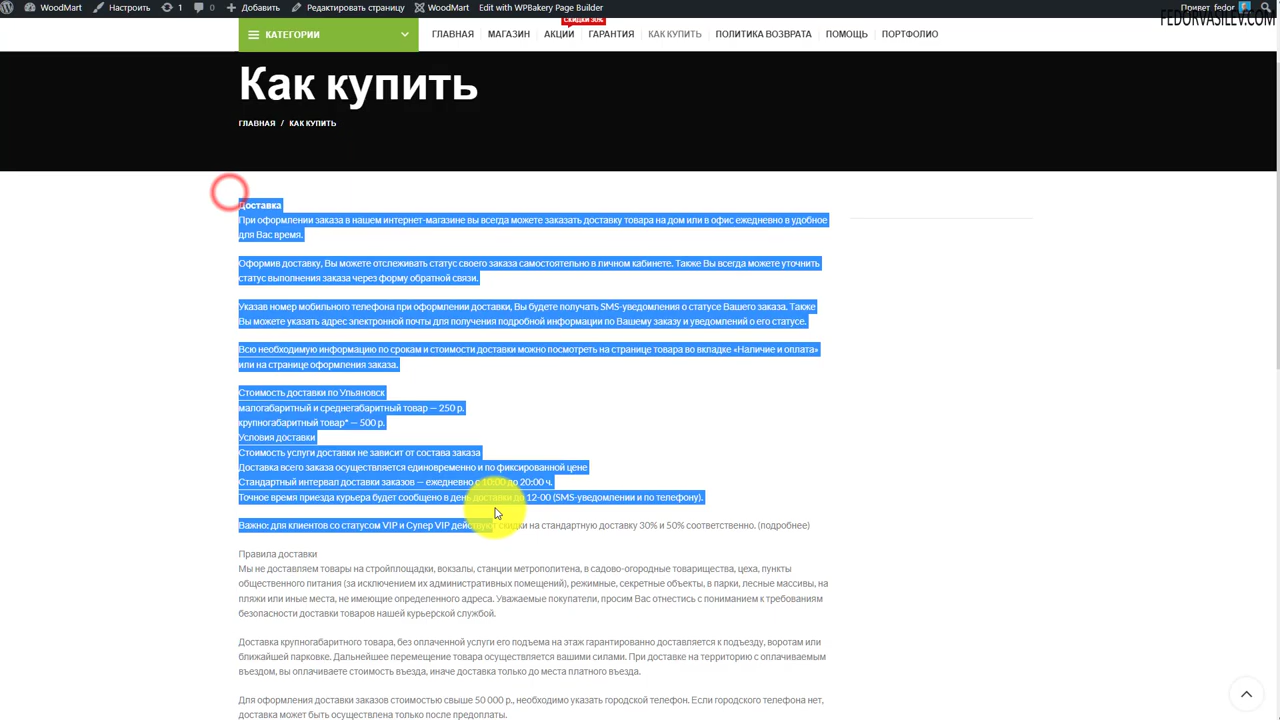 WoodMart Настроить 5 0 Добавить Редактировать страницу WoodMart Edit with WPBakery Page Builder Привет, fedor
FEDORVASILEV.COM
СКИДКИ 30%
КАТЕГОРИИ ГЛАВНАЯ МАГАЗИН АКЦИИ ГАРАНТИЯ КАК КУПИТЬ ПОЛИТИКА ВОЗВРАТА ПОМОЩЬ ПОРТФОЛИО
Как купить
ГЛАВНАЯ / КАК КУПИТЬ
Доставка
При оформлении заказа в нашем интернет-магазине вы всегда можете заказать доставку товара на дом или в офис ежедневно в удобное
для Вас время.
Оформив доставку, Вы можете отслеживать статус своего заказа самостоятельно в личном кабинете. Также Вы всегда можете уточнить
статус выполнения заказа через форму обратной связи.
Указав номер мобильного телефона при оформлении доставки, Вы будете получать SMS-уведомления о статусе Вашего заказа. Также
Вы можете указать адрес электронной почты для получения подробной информации по Вашему заказу и уведомлений о его статусе.
Всю необходимую информацию по срокам и стоимости доставки можно посмотреть на странице товара во вкладке «Наличие и оплата»
или на странице оформления заказа.
Стоимость доставки по Ульяновск
малогабаритный и среднегабаритный товар — 250 р.
крупногабаритный товар* — 500 р.
Условия доставки
Стоимость услуги доставки не зависит от состава заказа
Доставка всего заказа осуществляется единовременно и по фиксированной цене
Стандартный интервал доставки заказов — ежедневно с 10:00 до 20:00 ч.
Точное время приезда курьера будет сообщено в день доставки до 12-00 (SMS-уведомлении и по телефону).
Важно: для клиентов со статусом VIP и Супер VIP действуют скидки на стандартную доставку 30% и 50% соответственно. (подробнее)
Правила доставки
Мы не доставляем товары на стройплощадки, вокзалы, станции метрополитена, в садово-огородные товарищества, цеха, пункты
общественного питания (за исключением их административных помещений), режимные, секретные объекты, в парки, лесные массивы, на
пляжи или иные места, не имеющие определенного адреса. Уважаемые покупатели, просим Вас отнестись с пониманием к требованиям
безопасности доставки товаров нашей курьерской службой.
Доставка крупногабаритного товара, без оплаченной услуги его подъема на этаж гарантированно доставляется к подъезду, воротам или
ближайшей парковке. Дальнейшее перемещение товара осуществляется вашими силами. При доставке на территорию с оплачиваемым
въездом, вы оплачиваете стоимость въезда, иначе доставка только до места платного въезда.
Для оформления доставки заказов стоимостью свыше 50 000 р., необходимо указать городской телефон. Если городского телефона нет,
доставка может быть осуществлена только после предоплаты.